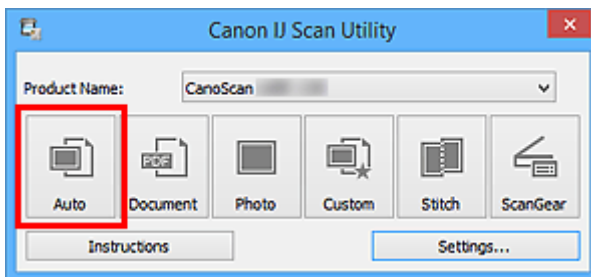 Canon IJ Scan Utility
Product Name: CanoScan
PDF
Auto Document Photo Custom Stitch ScanGear
Instructions Settings...